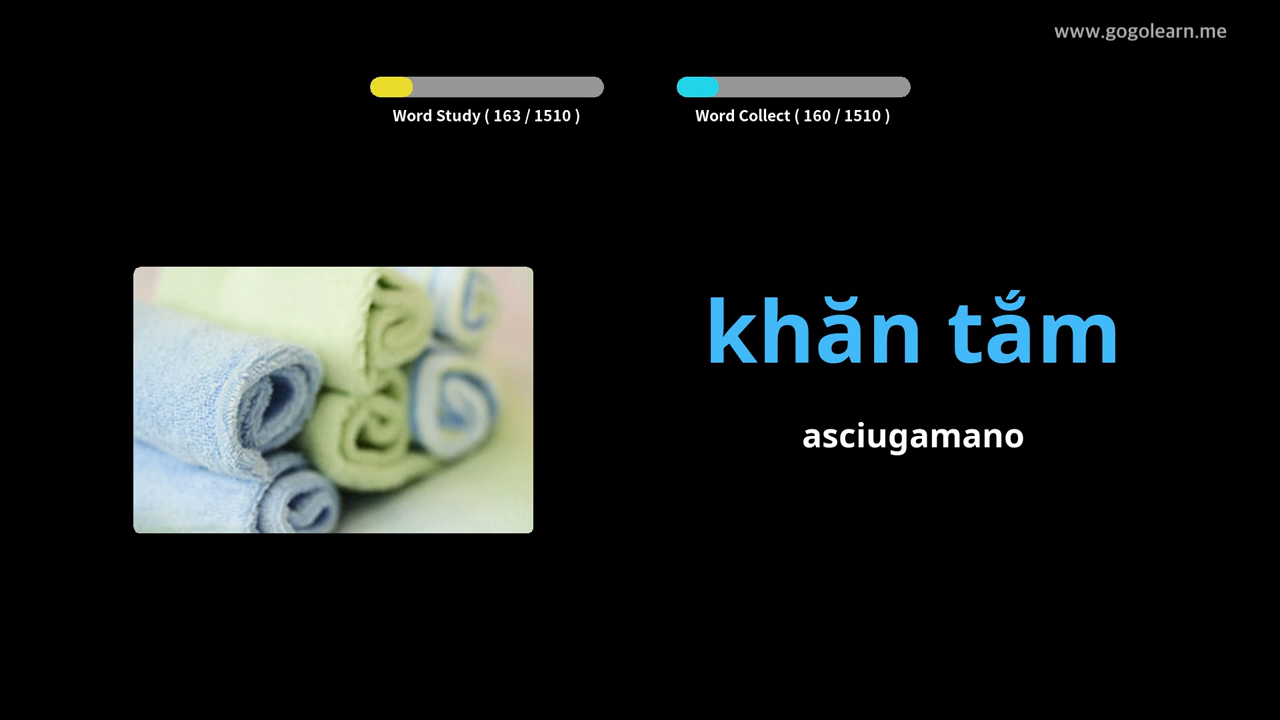 www.gogolearn.me
Word Study ( 163 / 1510 )
Word Collect ( 160 / 1510 )
khăn tắm
asciugamano